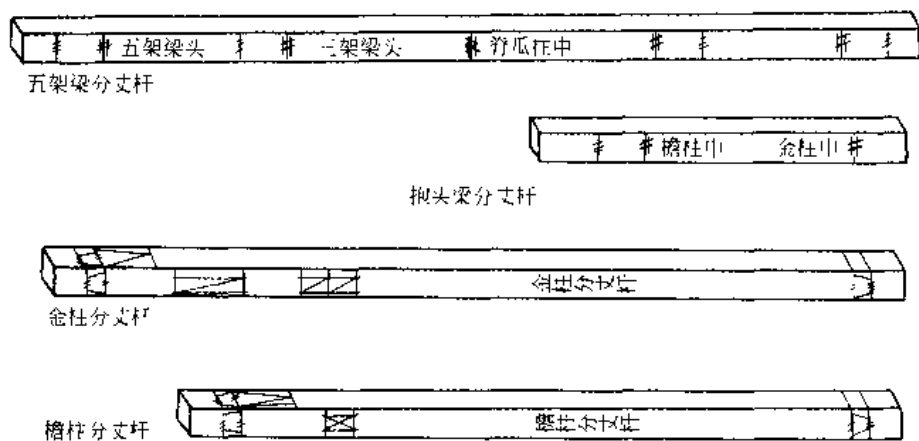 五架梁头 三架梁头 脊瓜柱中
五架梁分丈杆
檐柱中 金柱中
抱头梁分丈杆
金柱分丈杆
金柱分丈杆
檐柱分丈杆
檐柱分丈杆